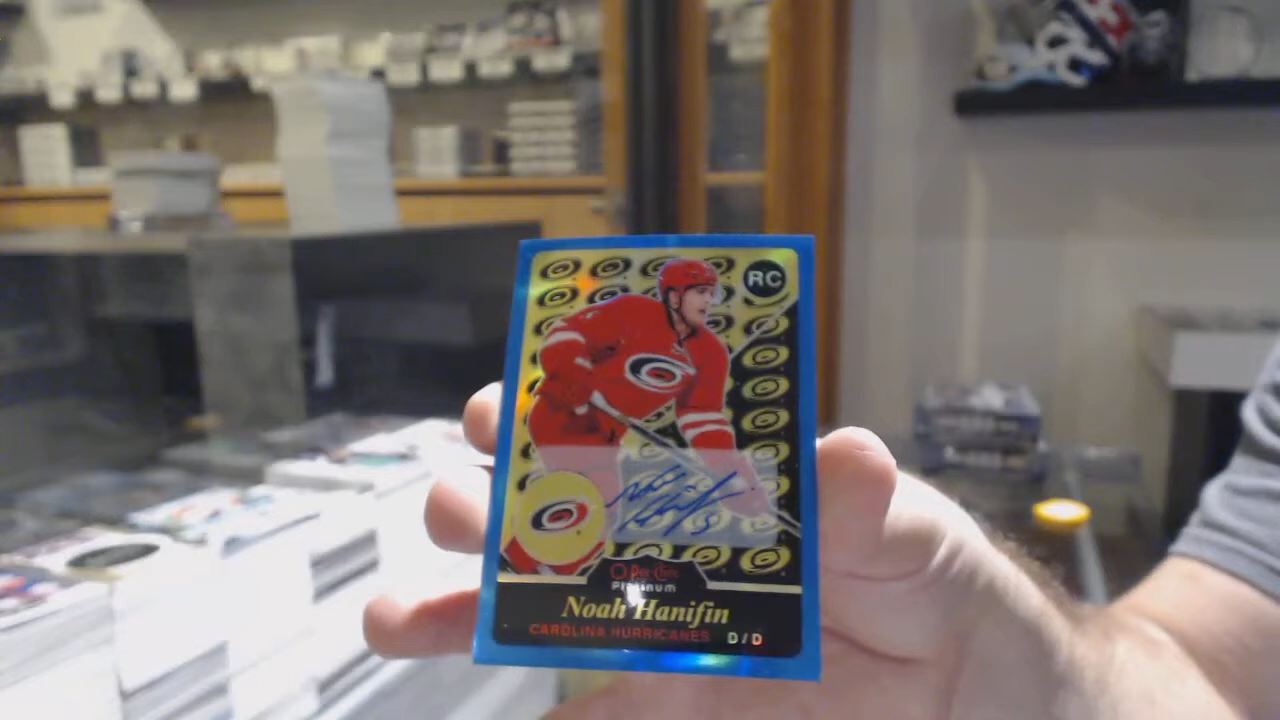 RC
O-Pee-Chee
Platinum
Noah Hanifin
CAROLINA HURRICANES D/D